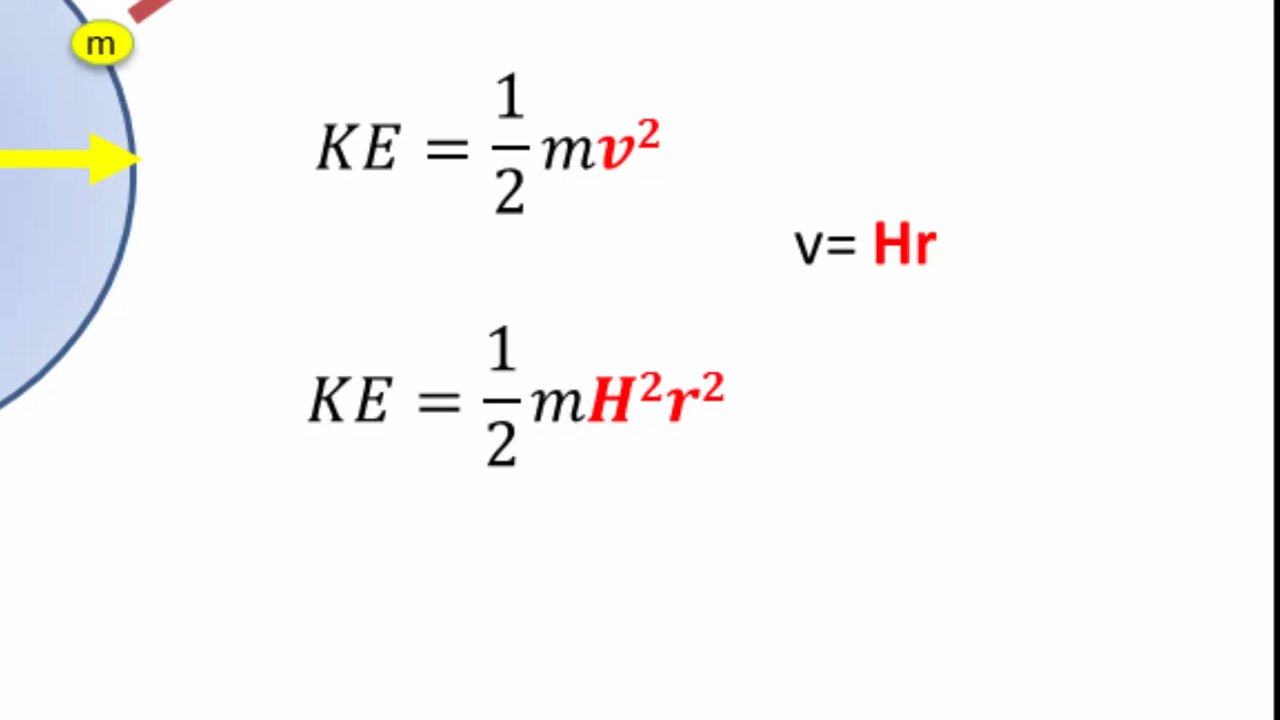 m
KE = 1/2 mv²
v= Hr
KE = 1/2 mH²r²